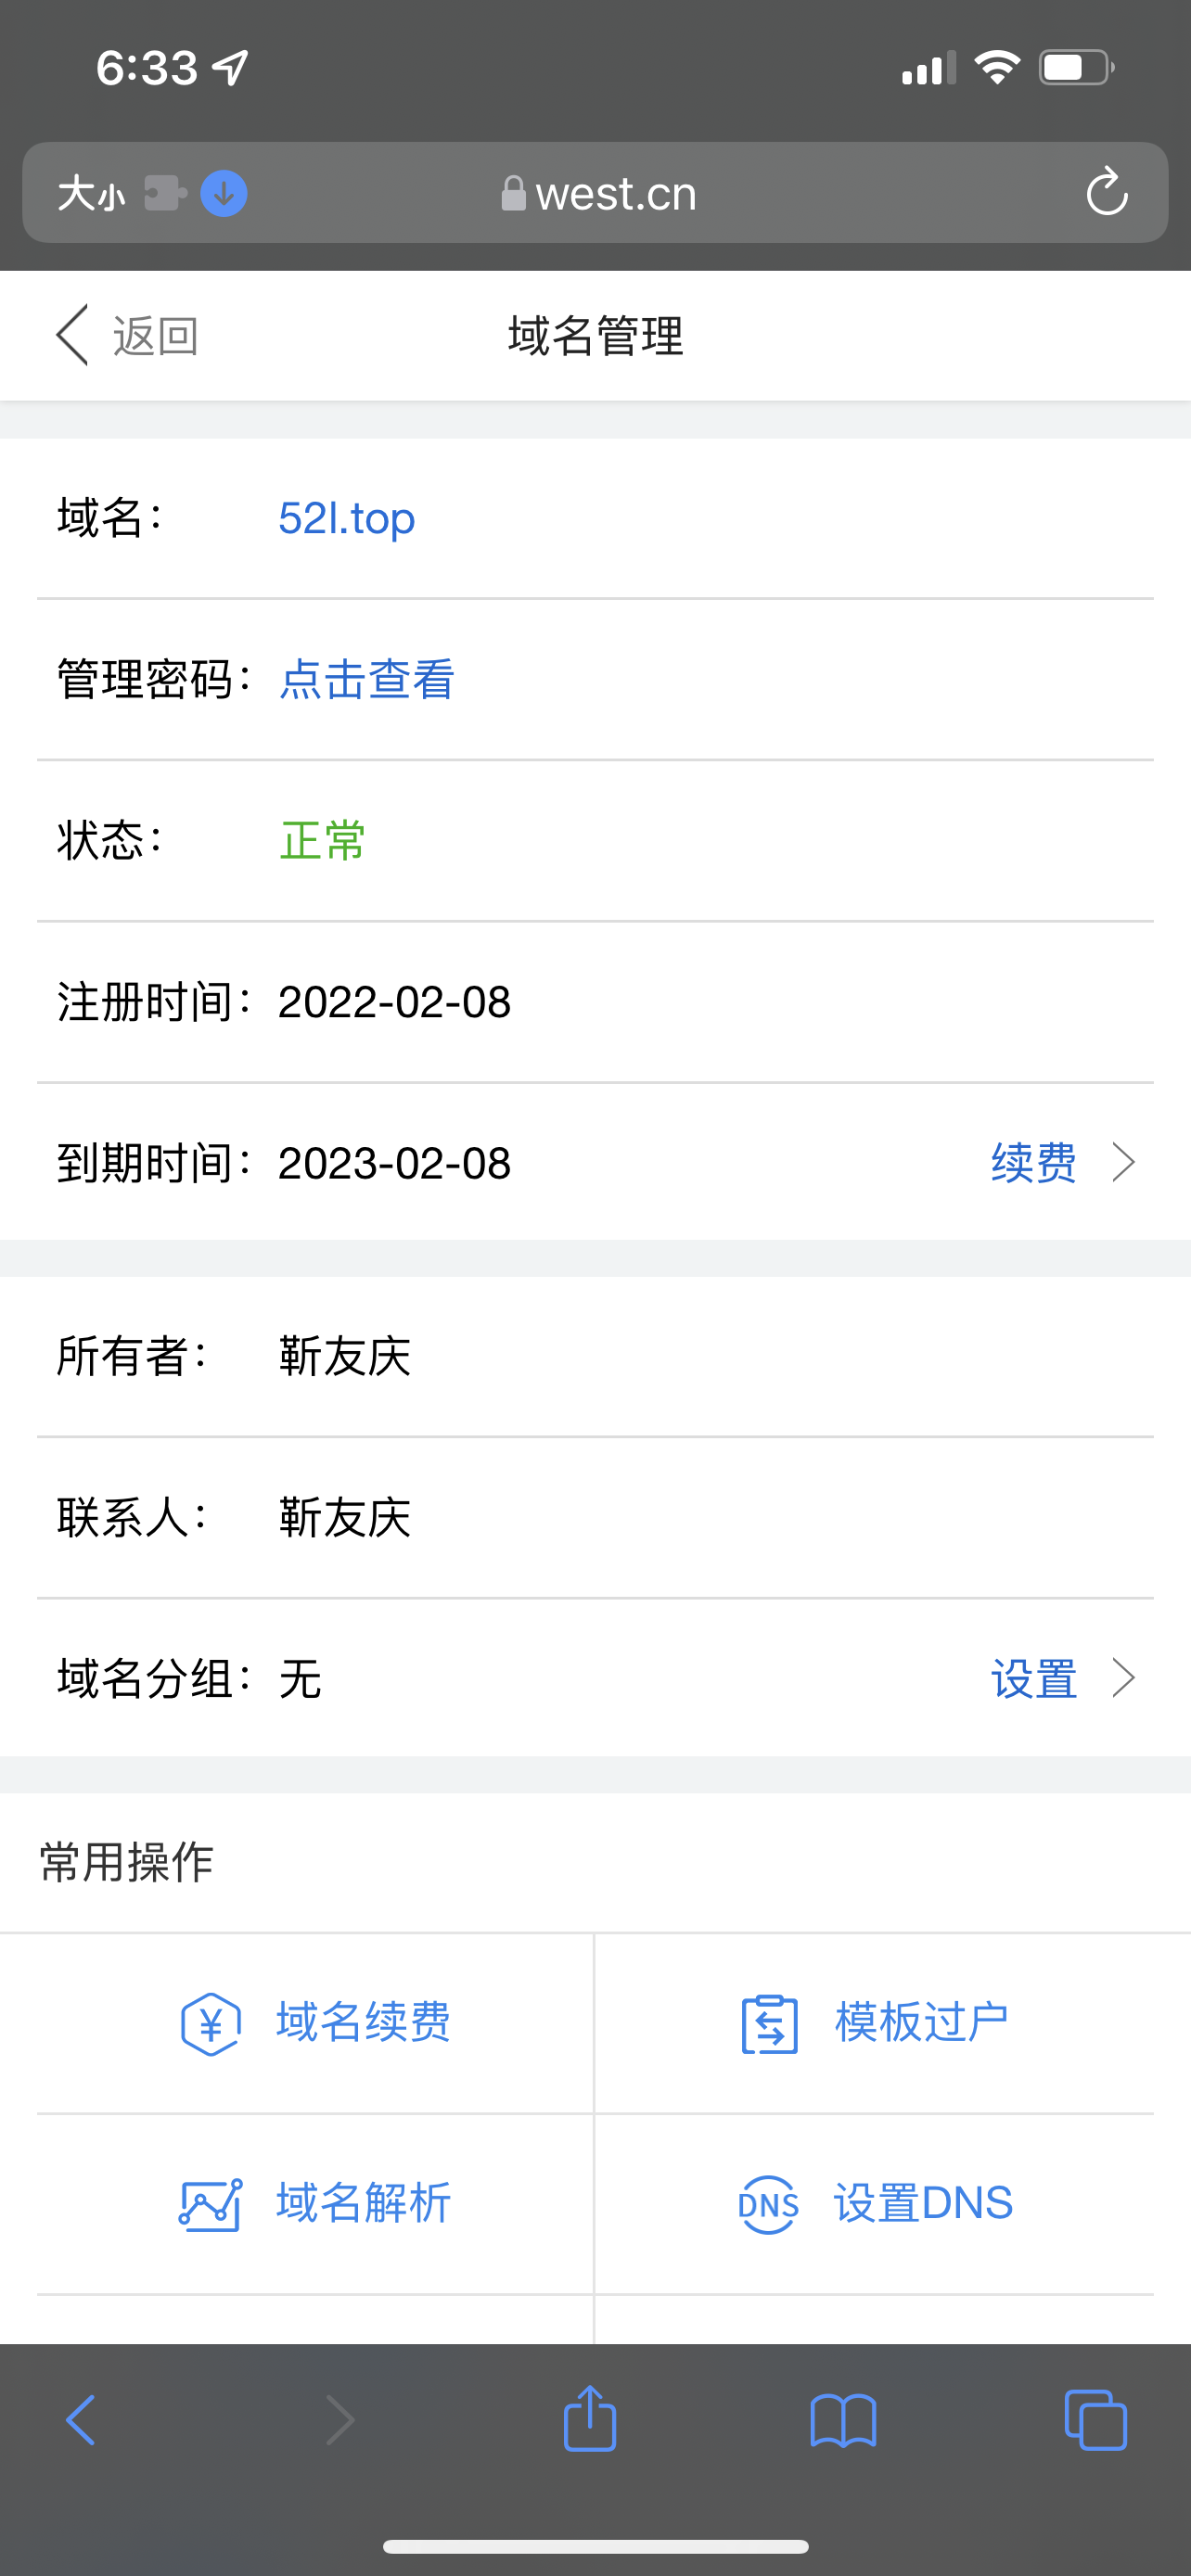 6:33
大小 west.cn
返回 域名管理
域名： 52l.top
管理密码： 点击查看
状态： 正常
注册时间： 2022-02-08
到期时间： 2023-02-08 续费
所有者： 靳友庆
联系人： 靳友庆
域名分组： 无 设置
常用操作
¥ 域名续费 模板过户
域名解析 DNS 设置DNS